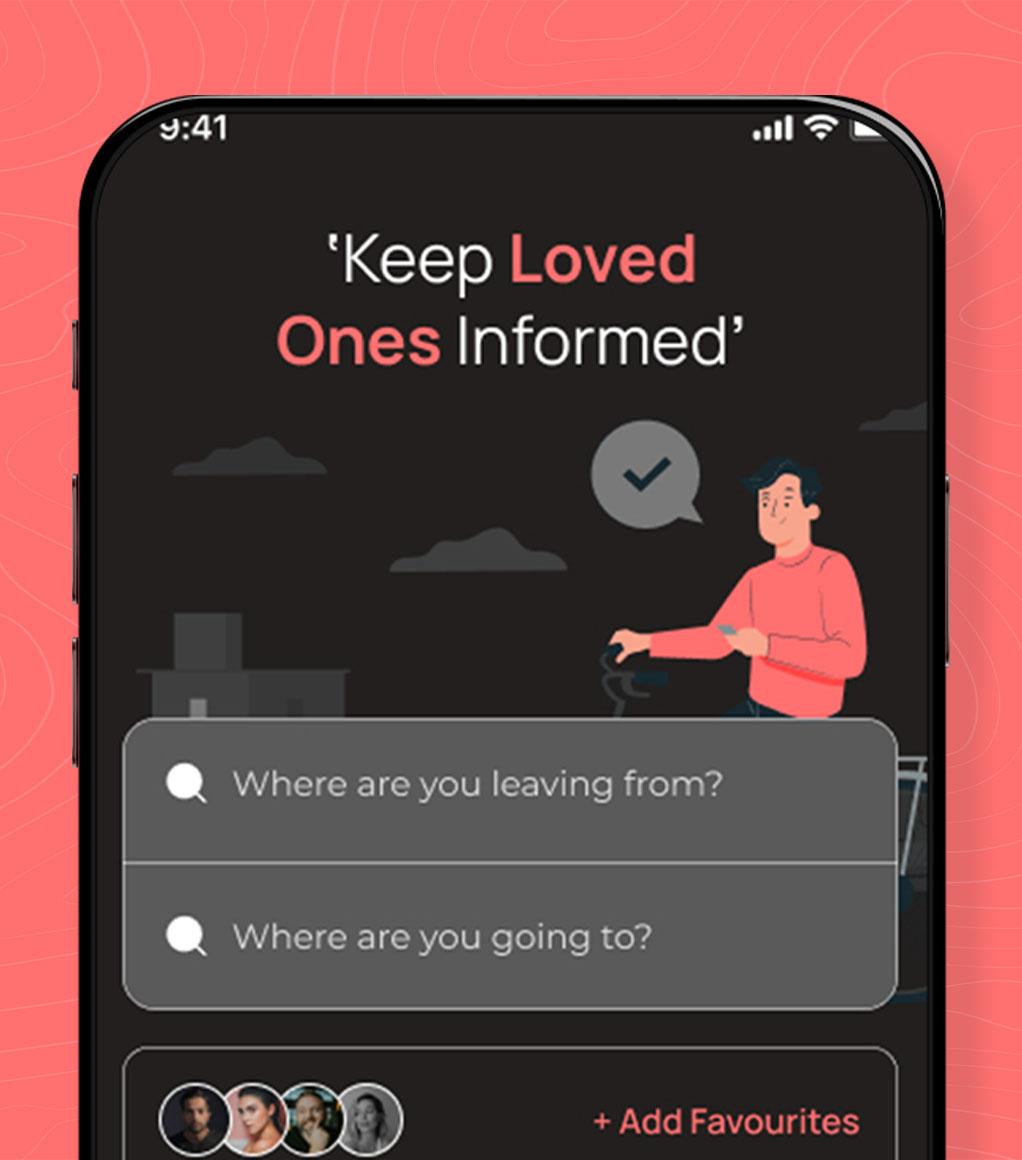 9:41
‘Keep Loved
Ones Informed’
Where are you leaving from?
Where are you going to?
+ Add Favourites